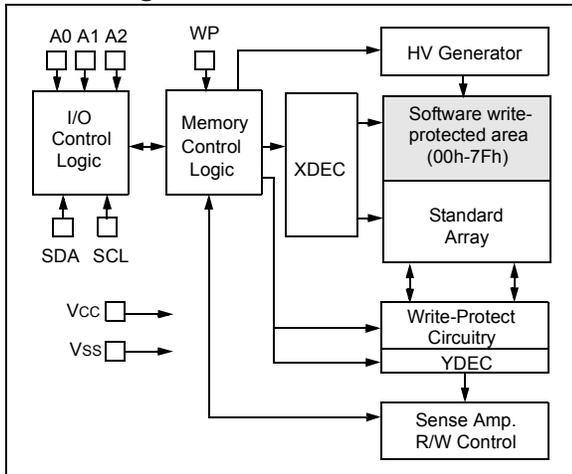 A0 A1 A2
WP
HV Generator
I/O
Control
Logic
Memory
Control
Logic
XDEC
Software write-
protected area
(00h-7Fh)
Standard
Array
SDA SCL
Vcc
Vss
Write-Protect
Circuitry
YDEC
Sense Amp.
R/W Control